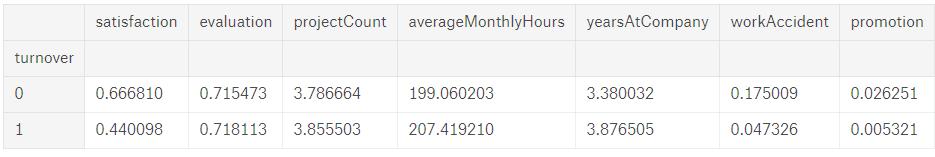 satisfaction evaluation projectCount averageMonthlyHours yearsAtCompany workAccident promotion
turnover
0 0.666810 0.715473 3.786664 199.060203 3.380032 0.175009 0.026251
1 0.440098 0.718113 3.855503 207.419210 3.876505 0.047326 0.005321